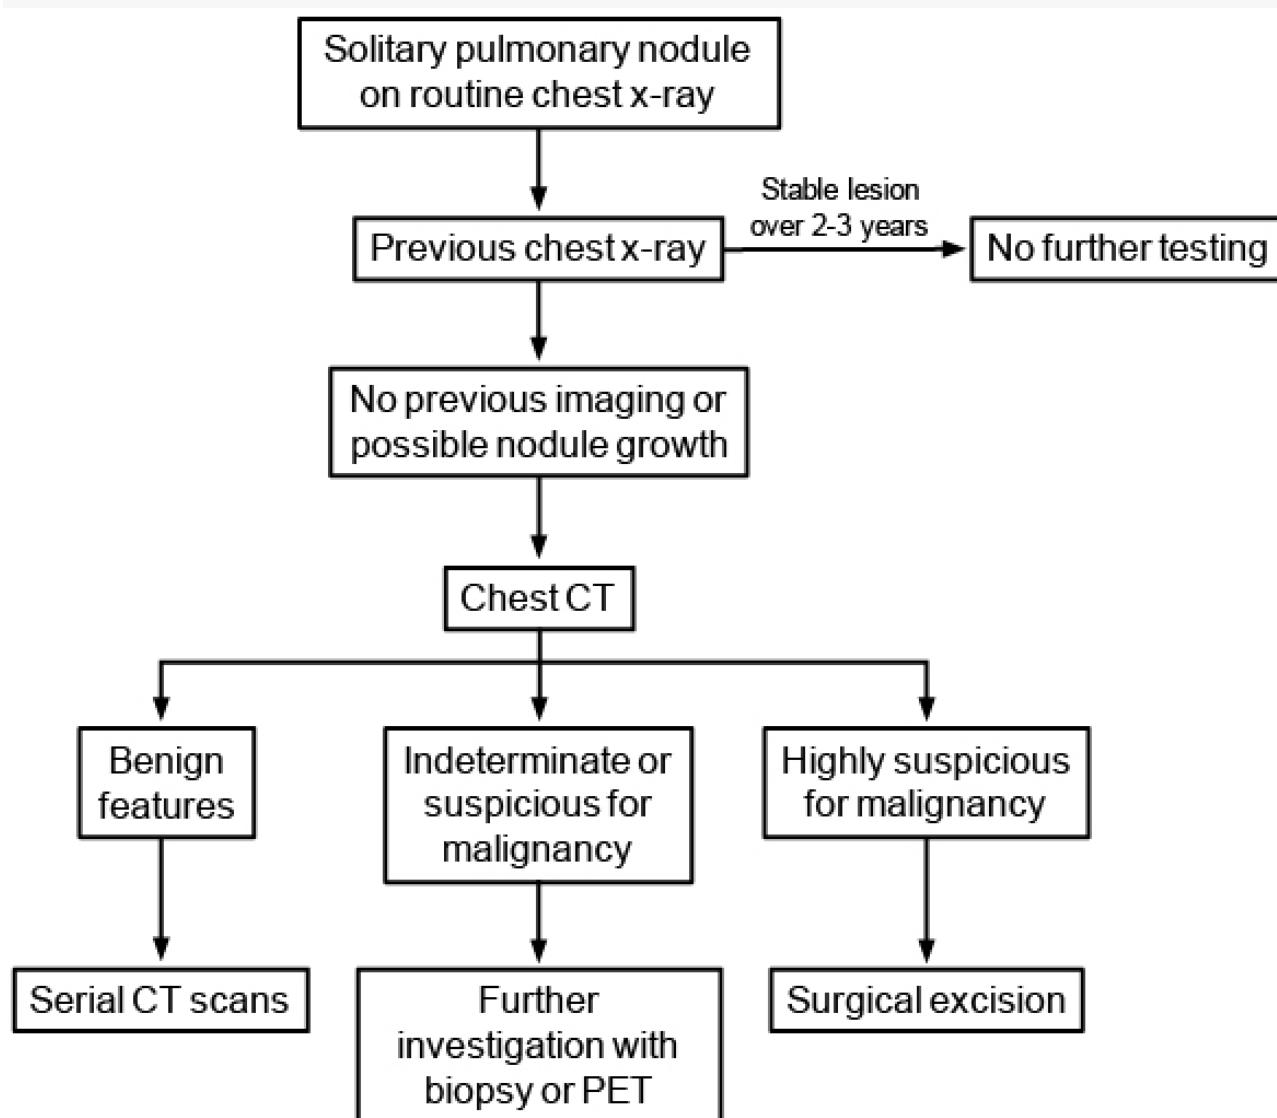 Solitary pulmonary nodule
on routine chest x-ray
Stable lesion
over 2-3 years
Previous chest x-ray
No further testing
No previous imaging or
possible nodule growth
Chest CT
Benign
features
Indeterminate or
suspicious for
malignancy
Highly suspicious
for malignancy
Serial CT scans
Further
investigation with
biopsy or PET
Surgical excision